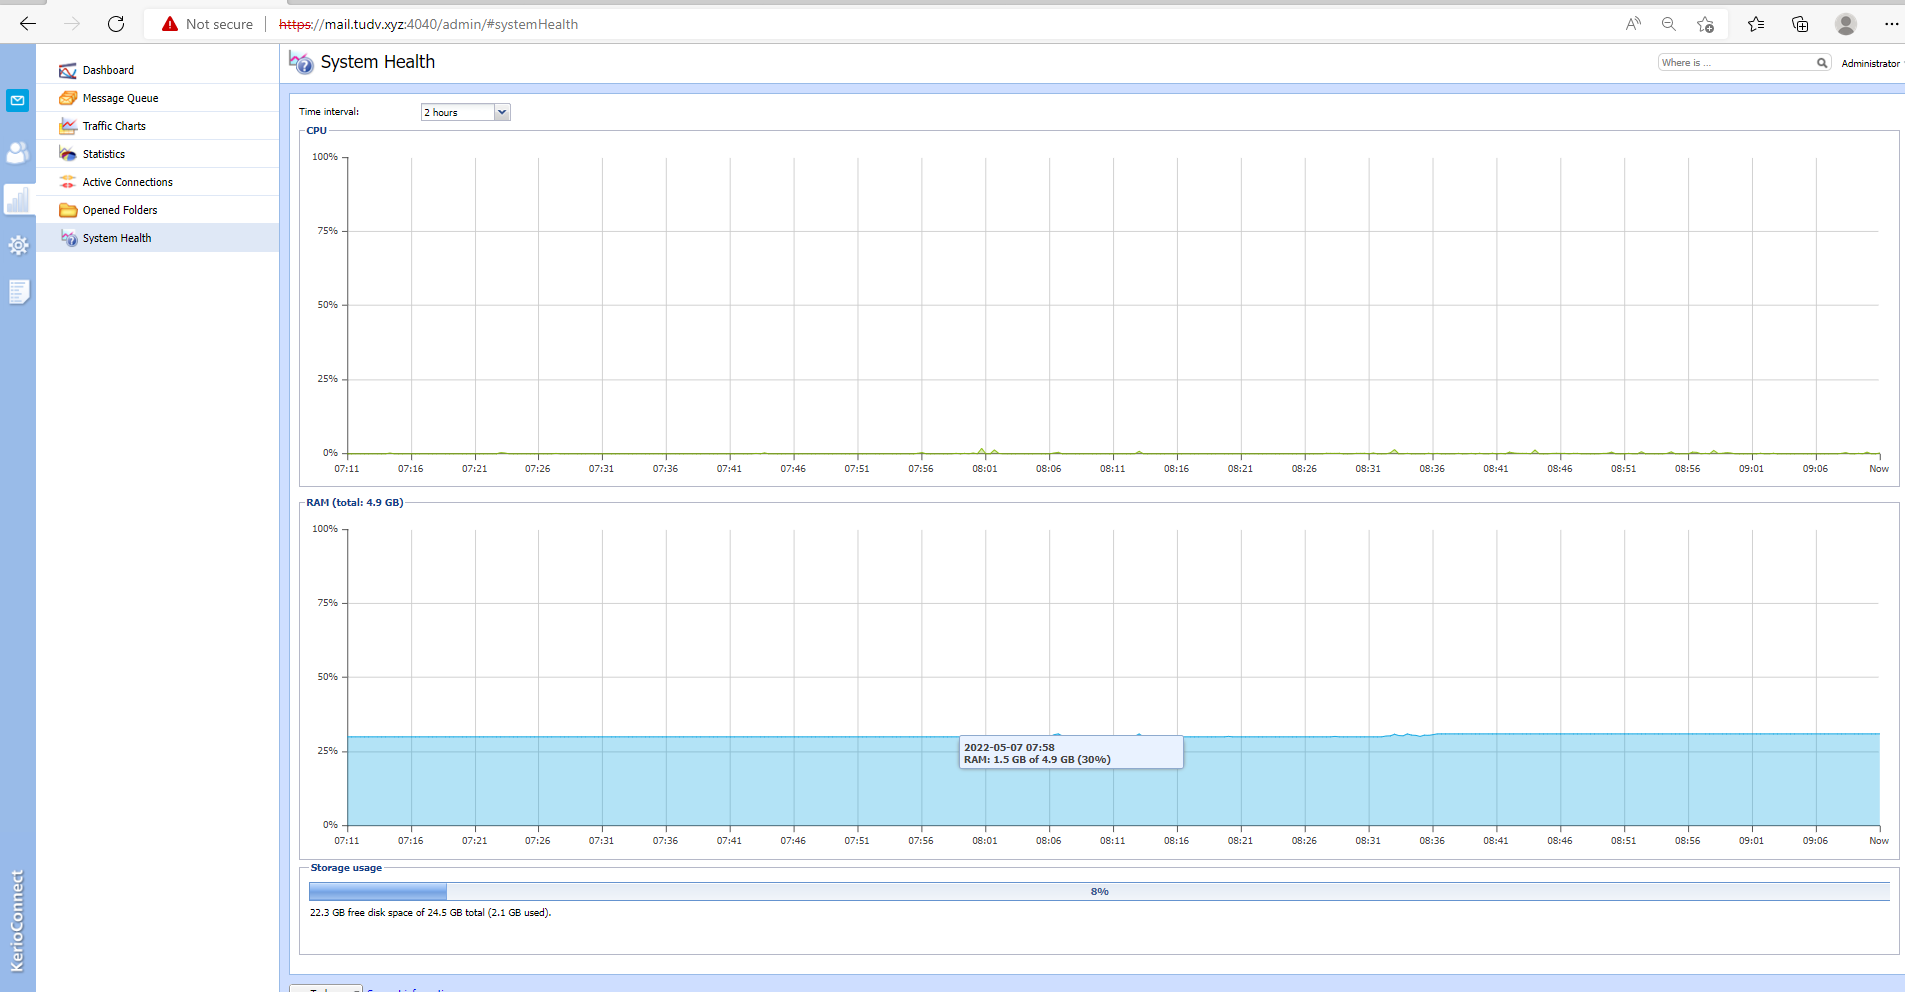 Not secure https://mail.tudv.xyz:4040/admin/#systemHealth
Dashboard
Message Queue
Traffic Charts
Statistics
Active Connections
Opened Folders
System Health
KerioConnect
System Health
Where is ...
Administrator
Time interval: 2 hours
CPU
100%
75%
50%
25%
0%
07:11 07:16 07:21 07:26 07:31 07:36 07:41 07:46 07:51 07:56 08:01 08:06 08:11 08:16 08:21 08:26 08:31 08:36 08:41 08:46 08:51 08:56 09:01 09:06 Now
RAM (total: 4.9 GB)
100%
75%
50%
25%
0%
2022-05-07 07:58
RAM: 1.5 GB of 4.9 GB (30%)
07:11 07:16 07:21 07:26 07:31 07:36 07:41 07:46 07:51 07:56 08:01 08:06 08:11 08:16 08:21 08:26 08:31 08:36 08:41 08:46 08:51 08:56 09:01 09:06 Now
Storage usage
8%
22.3 GB free disk space of 24.5 GB total (2.1 GB used).